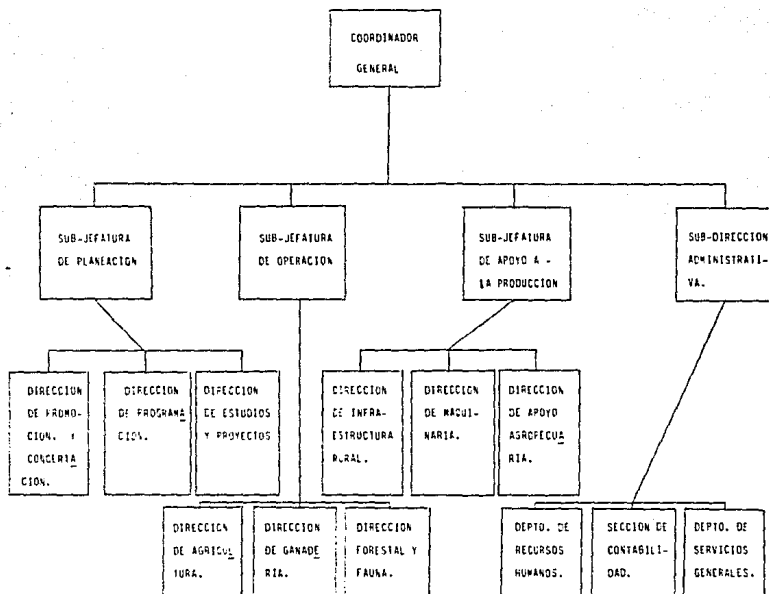 COORDINADOR
GENERAL
SUB-JEFATURA
DE PLANEACION
SUB-JEFATURA
DE OPERACION
SUB-JEFATURA
DE APOYO A -
LA PRODUCCION
SUB-DIRECCION
ADMINISTRATI-
VA.
DIRECCION
DE PROMO-
CION. Y
CONCERTA
CION.
DIRECCION
DE PROGRAMA
CION.
DIRECCION
DE ESTUDIOS
Y PROYECTOS
DIRECCION
DE INFRA-
ESTRUCTURA
RURAL.
DIRECCION
DE MAQUI-
NARIA.
DIRECCION
DE APOYO
AGROPECUA
RIA.
DIRECCION
DE AGRICUL
TURA.
DIRECCION
DE GANADE
RIA.
DIRECCION
FORESTAL Y
FAUNA.
DEPTO. DE
RECURSOS
HUMANOS.
SECCION DE
CONTABILI-
DAD.
DEPTO. DE
SERVICIOS
GENERALES.